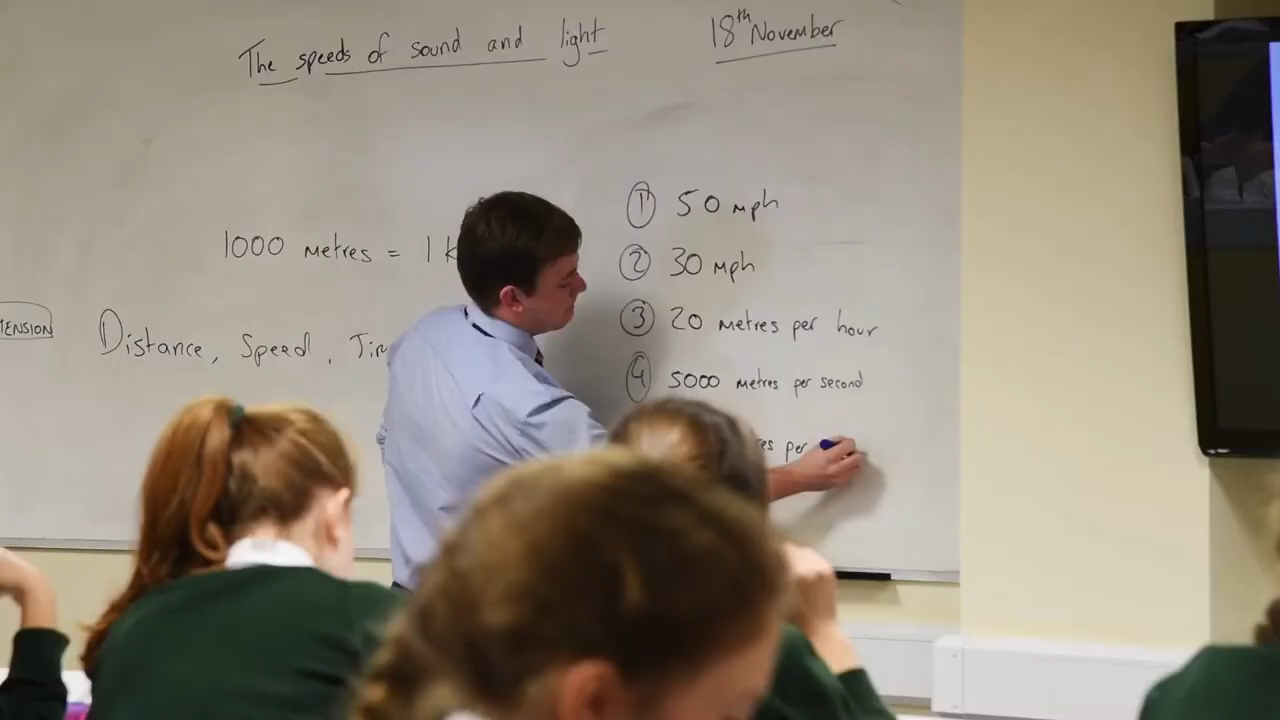 The speeds of sound and light
18th November
1000 metres = 1 k
① 50 mph
② 30 mph
③ 20 metres per hour
④ 5000 metres per second
TENSION
Distance, Speed, Tim
per